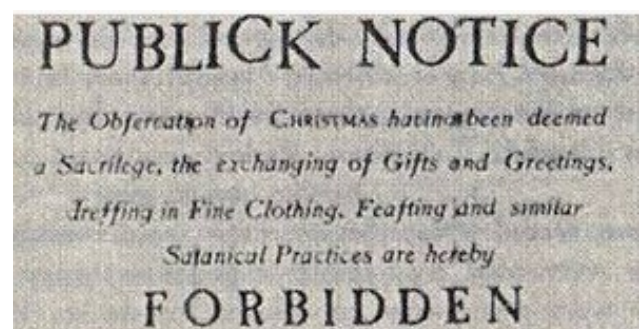 PUBLICK NOTICE
The Obſervation of CHRISTMAS having been deemed
a Sacrilege, the exchanging of Gifts and Greetings,
dreſſing in Fine Clothing, Feaſting and similar
Satanical Practices are hereby
FORBIDDEN